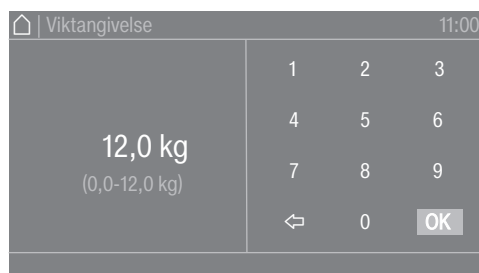 | Viktangivelse 11:00
12,0 kg
(0,0-12,0 kg)
1 2 3
4 5 6
7 8 9
0 OK